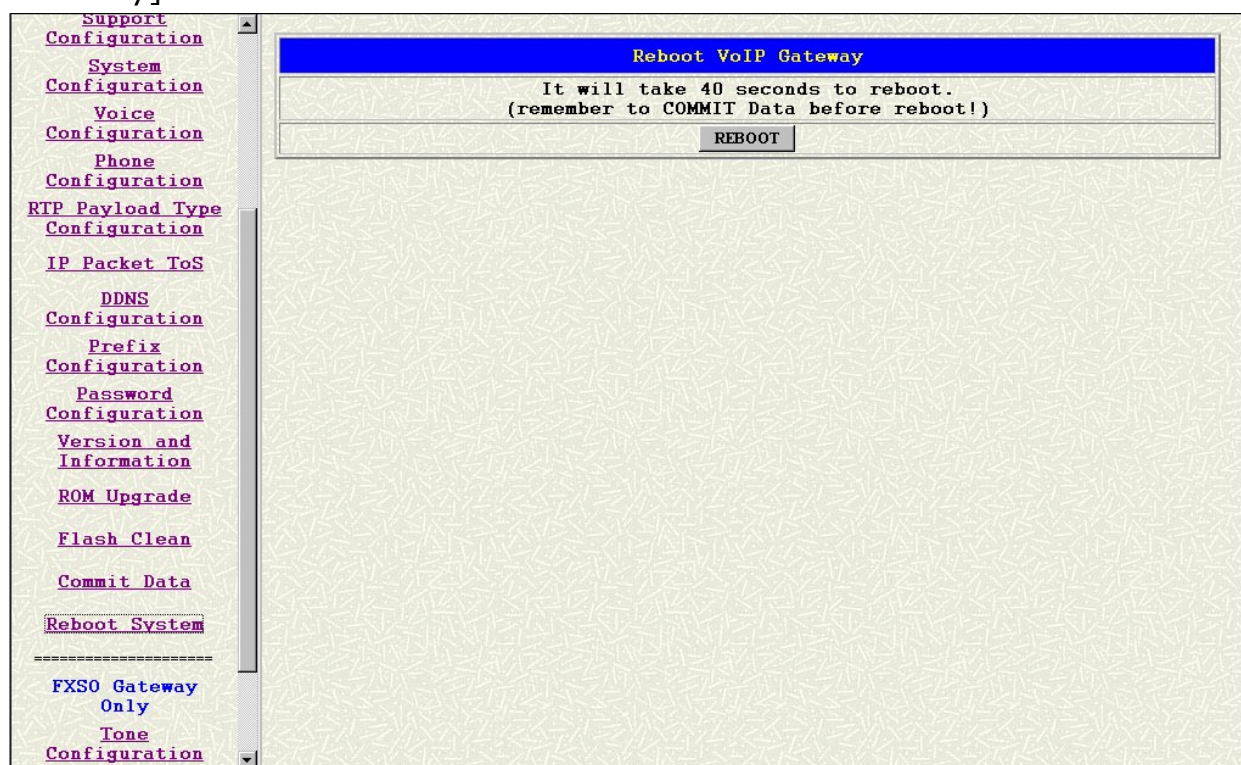 Support
Configuration
System
Configuration
Voice
Configuration
Phone
Configuration
RTP Payload Type
Configuration
IP Packet ToS
DDNS
Configuration
Prefix
Configuration
Password
Configuration
Version and
Information
ROM Upgrade
Flash Clean
Commit Data
Reboot System
=====================
FXSO Gateway
Only
Tone
Configuration
Reboot VoIP Gateway
It will take 40 seconds to reboot.
(remember to COMMIT Data before reboot!)
REBOOT